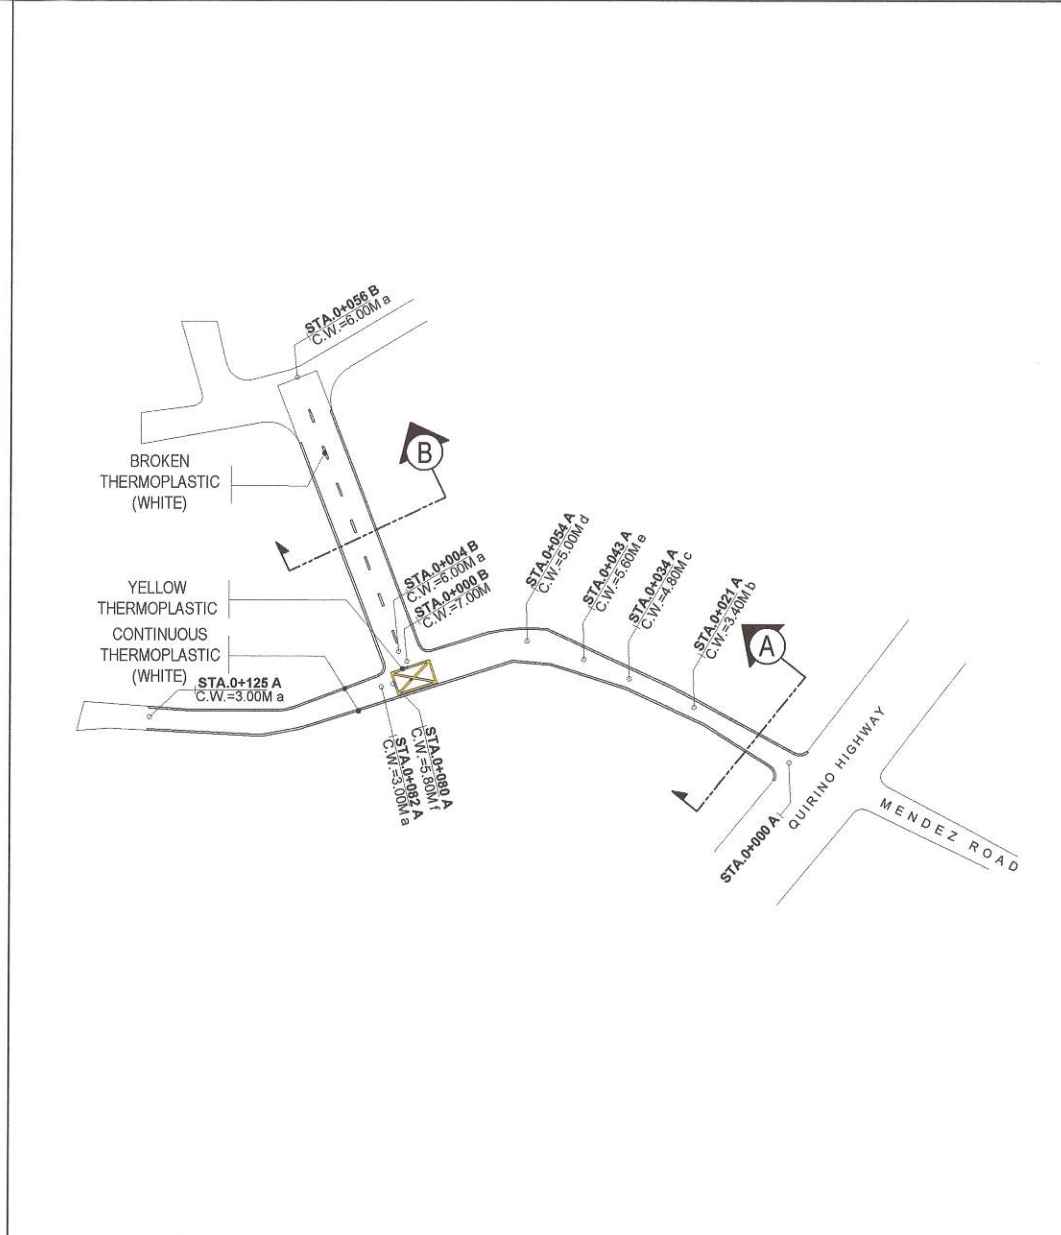 STA.0+056 B
C.W.=6.00M a
B
BROKEN
THERMOPLASTIC
(WHITE)
STA.0+004 B
C.W.=6.00M a
STA.0+000 B
C.W.=7.00M
STA.0+054 A
C.W.=5.00M d
STA.0+043 A
C.W.=5.60M e
STA.0+034 A
C.W.=4.80M c
STA.0+021 A
C.W.=3.40M b
A
YELLOW
THERMOPLASTIC
CONTINUOUS
THERMOPLASTIC
(WHITE)
STA.0+125 A
C.W.=3.00M a
STA.0+080 A
C.W.=5.80M f
STA.0+082 A
C.W.=3.00M a
STA.0+000 A
QUIRINO HIGHWAY
MENDEZ ROAD